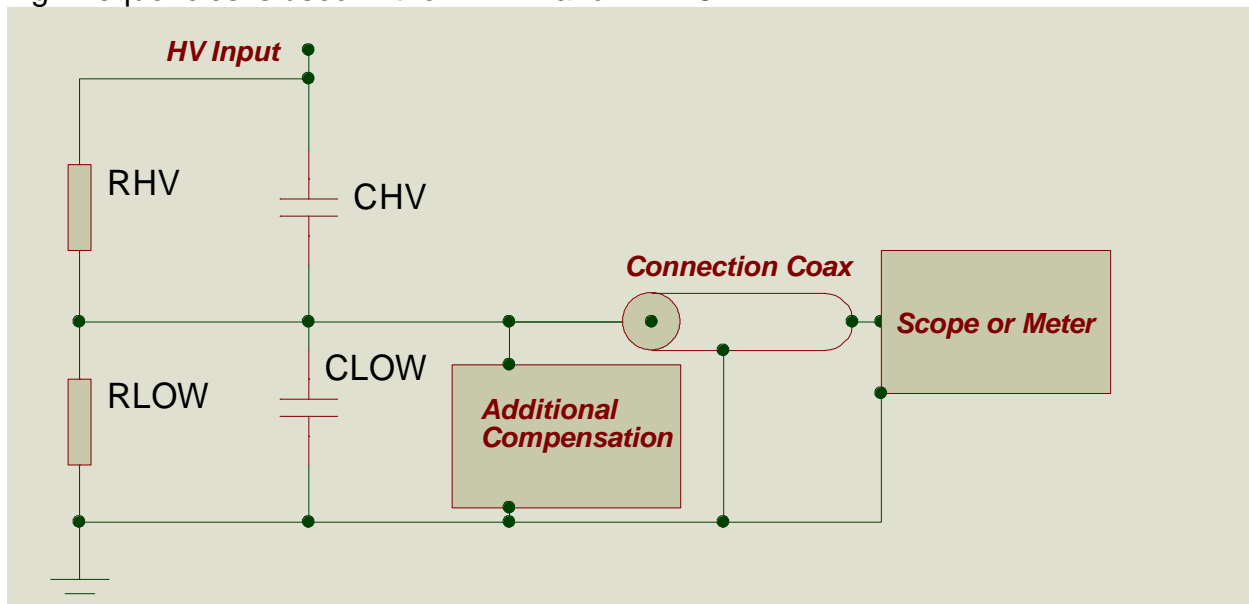 HV Input
RHV
CHV
Connection Coax
Scope or Meter
CLOW
RLOW
Additional
Compensation